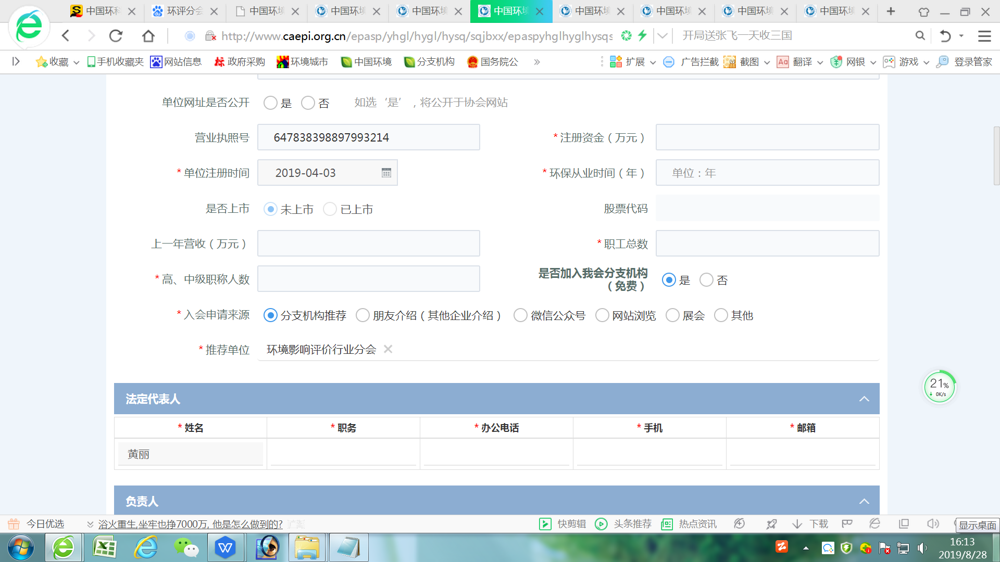 中国环科
环评分会
中国环境
中国环境
中国环境
中国环境
中国环境
中国环境
中国环境
中国环境
http://www.caepi.org.cn/epasp/yhgl/hygl/hysq/sqjbxx/epaspyhglhyglhysqs
开局送张飞一天收三国
收藏
手机收藏夹
网站信息
政府采购
环境城市
中国环境
分支机构
国务院公
»
扩展
广告拦截
截图
翻译
网银
游戏
登录管家
单位网址是否公开
是
否
如选‘是’，将公开于协会网站
营业执照号
647838398897993214
* 注册资金（万元）
* 单位注册时间
2019-04-03
* 环保从业时间（年）
单位：年
是否上市
未上市
已上市
股票代码
上一年营收（万元）
* 职工总数
* 高、中级职称人数
是否加入我会分支机构
（免费）
是
否
* 入会申请来源
分支机构推荐
朋友介绍（其他企业介绍）
微信公众号
网站浏览
展会
其他
* 推荐单位
环境影响评价行业分会
21%
0K/s
法定代表人
* 姓名
* 职务
* 办公电话
* 手机
* 邮箱
黄丽
负责人
今日优选
浴火重生,坐牢也挣7000万, 他是怎么做到的?
快剪辑
头条推荐
热点资讯
下载
显示桌面
16:13
2019/8/28